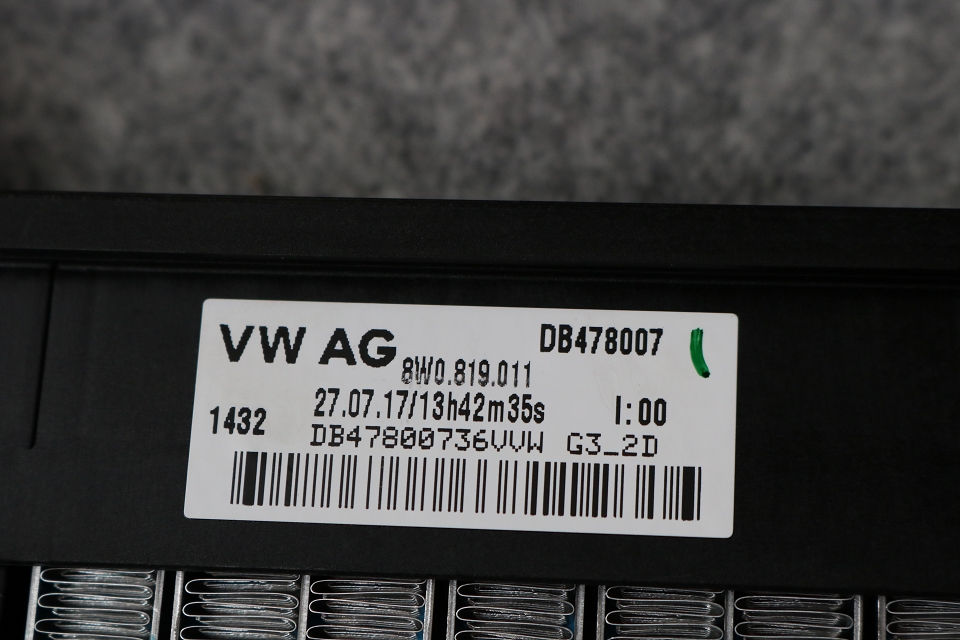 VW AG DB478007
8W0.819.011
27.07.17/13h42m35s I:00
1432
DB47800736VVW G3_2D